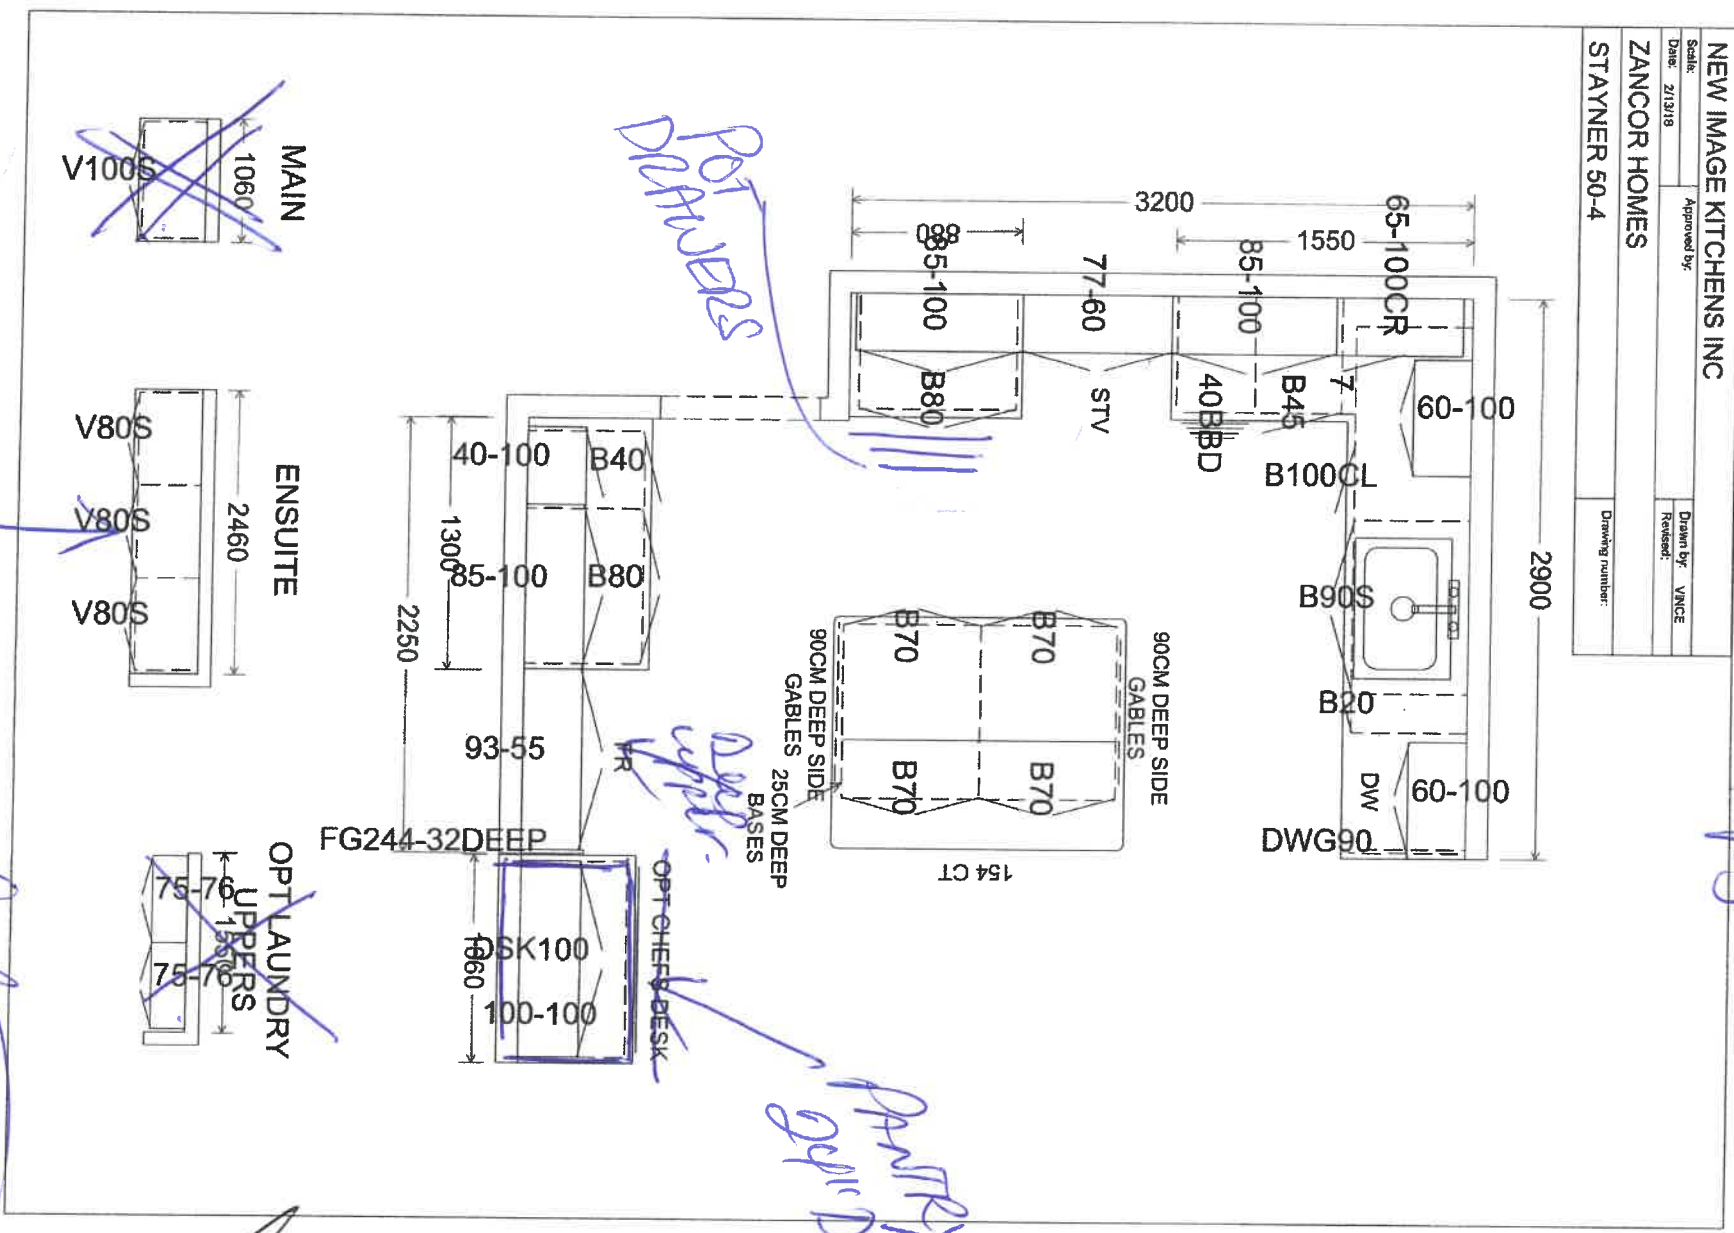 NEW IMAGE KITCHENS INC
Scale:
Approved by:
Drawn by: VINCE
Date: 2/13/18
Revised:
ZANCOR HOMES
STAYNER 50-4
Drawing number:
3200
880
1550
2900
65-100CR
85-100
77-60
85-100
60-100
B80
STV
40BBD
B45
7
B100CL
B90S
B20
DW
60-100
DWG90
POT
DRAWERS
90CM DEEP SIDE
GABLES
B70
B70
B70
B70
90CM DEEP SIDE
GABLES
25CM DEEP
BASES
154 CT
40-100
B40
1300
85-100
B80
2250
93-55
FR
Deep
upper.
FG244-32DEEP
OPT CHEFS DESK
DSK100
1060
100-100
PANTRY
MAIN
1060
V100S
ENSUITE
2460
V80S
V80S
V80S
OPT LAUNDRY
UPPERS
75-76
75-76